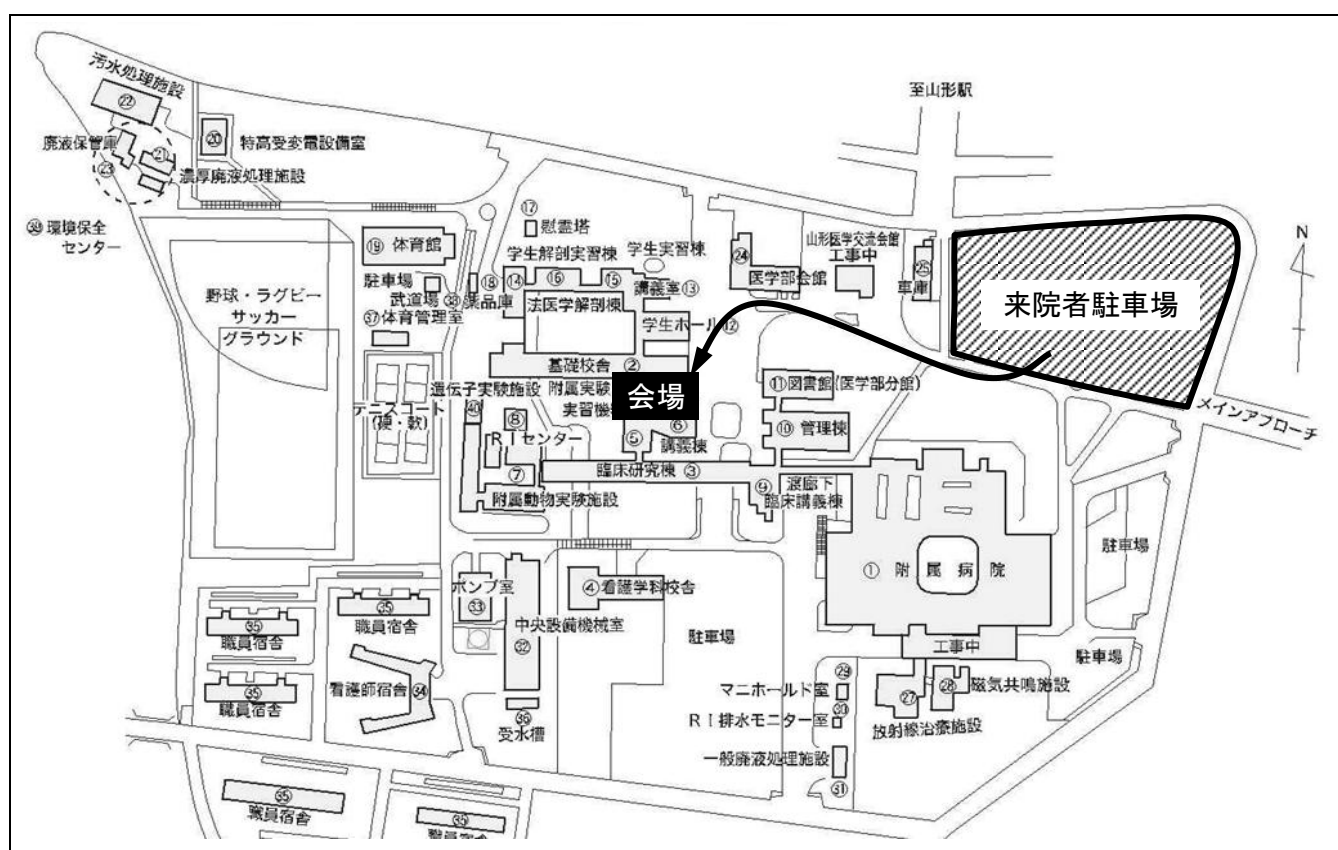 汚水処理施設
㉒
⑳
特高受変電設備室
廃液保管庫
㉑
㉓
濃厚廃液処理施設
㊴環境保全
センター
至山形駅
N
⑰
慰霊塔
学生解剖実習棟
学生実習棟
⑲ 体育館
駐車場
武道場 ㊳
⑱
薬品庫
⑭
⑯
⑮
講義室⑬
㉔
医学部会館
山形医学交流会館
工事中
㉕
車庫
来院者駐車場
野球・ラグビー
サッカー
グラウンド
㊲体育管理室
法医学解剖棟
学生ホール ⑫
基礎校舎 ②
遺伝子実験施設
附属実験
実習機
会場
⑪図書館(医学部分館)
メインアプローチ
テニスコート
(硬・軟)
㊵
⑧
RIセンター
⑤
⑥
講義棟
⑩ 管理棟
⑦
臨床研究棟 ③
附属動物実験施設
⑨
渡廊下
臨床講義棟
① 附属病院
駐車場
ポンプ室
㉝
④看護学科校舎
中央設備機械室
㉜
駐車場
工事中
駐車場
㉟
職員宿舎
㉟
職員宿舎
㉟
職員宿舎
看護師宿舎
㉞
㊱
受水槽
㉙
マニホールド室
㉚
RI排水モニター室
㉗
㉘
磁気共鳴施設
放射線治療施設
一般廃液処理施設
㉛
㉟
職員宿舎
㉟
職員宿舎